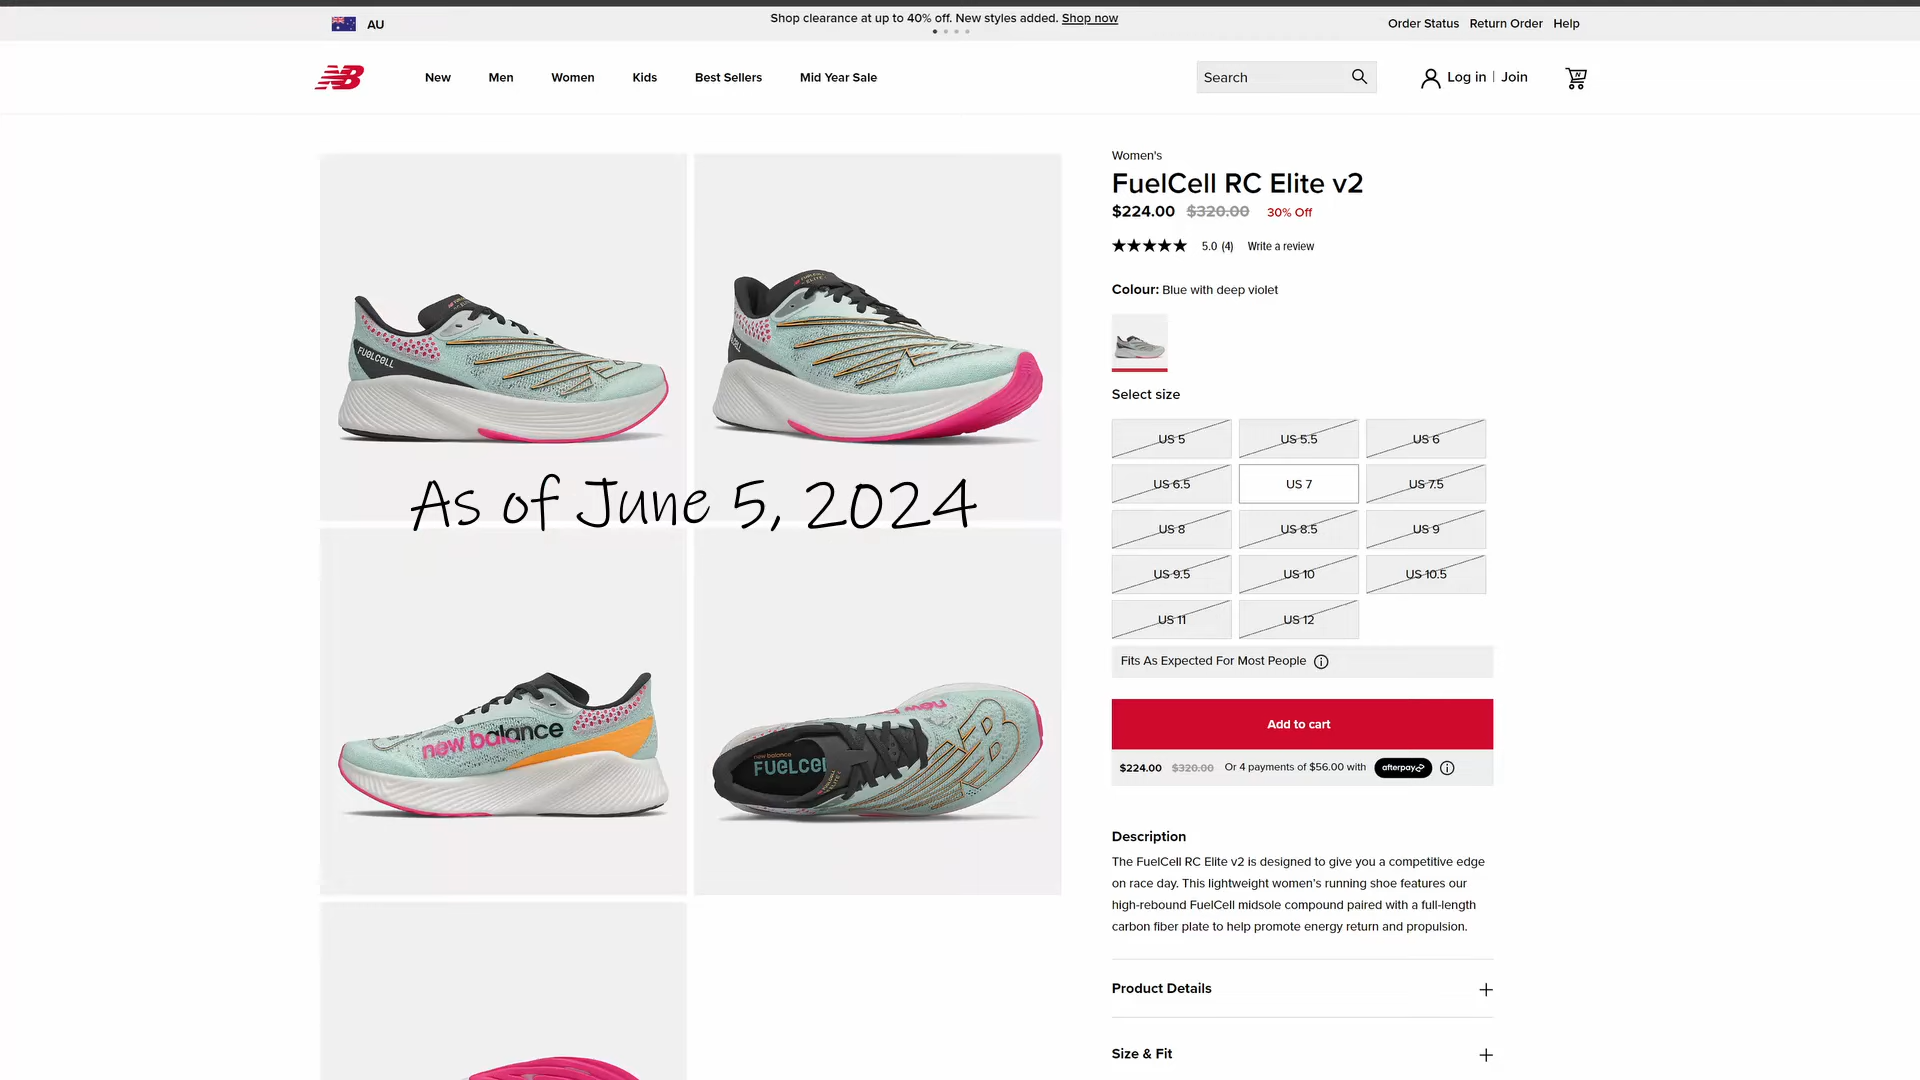 AU
Shop clearance at up to 40% off. New styles added. Shop now
Order Status Return Order Help
NB
New Men Women Kids Best Sellers Mid Year Sale
Search
Log in | Join
Women's
FuelCell RC Elite v2
$224.00 $320.00 30% Off
5.0 (4) Write a review
Colour: Blue with deep violet
Select size
US 5 US 5.5 US 6
US 6.5 US 7 US 7.5
US 8 US 8.5 US 9
US 9.5 US 10 US 10.5
US 11 US 12
Fits As Expected For Most People
Add to cart
$224.00 $320.00 Or 4 payments of $56.00 with afterpay
Description
The FuelCell RC Elite v2 is designed to give you a competitive edge
on race day. This lightweight women's running shoe features our
high-rebound FuelCell midsole compound paired with a full-length
carbon fiber plate to help promote energy return and propulsion.
Product Details
Size & Fit
FUELCELL
As of June 5, 2024
new balance
new balance
FUELCEL
new